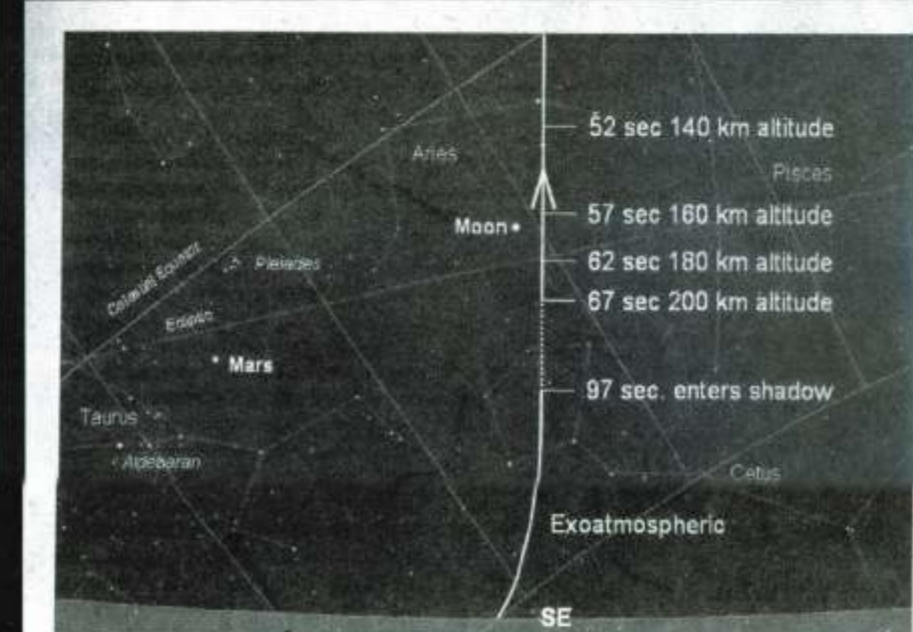 52 sec 140 km altitude
Aries
Pisces
57 sec 160 km altitude
Moon
62 sec 180 km altitude
Celestial Equator
Pleiades
67 sec 200 km altitude
Ecliptic
Mars
97 sec. enters shadow
Taurus
Aldebaran
Cetus
Exoatmospheric
SE